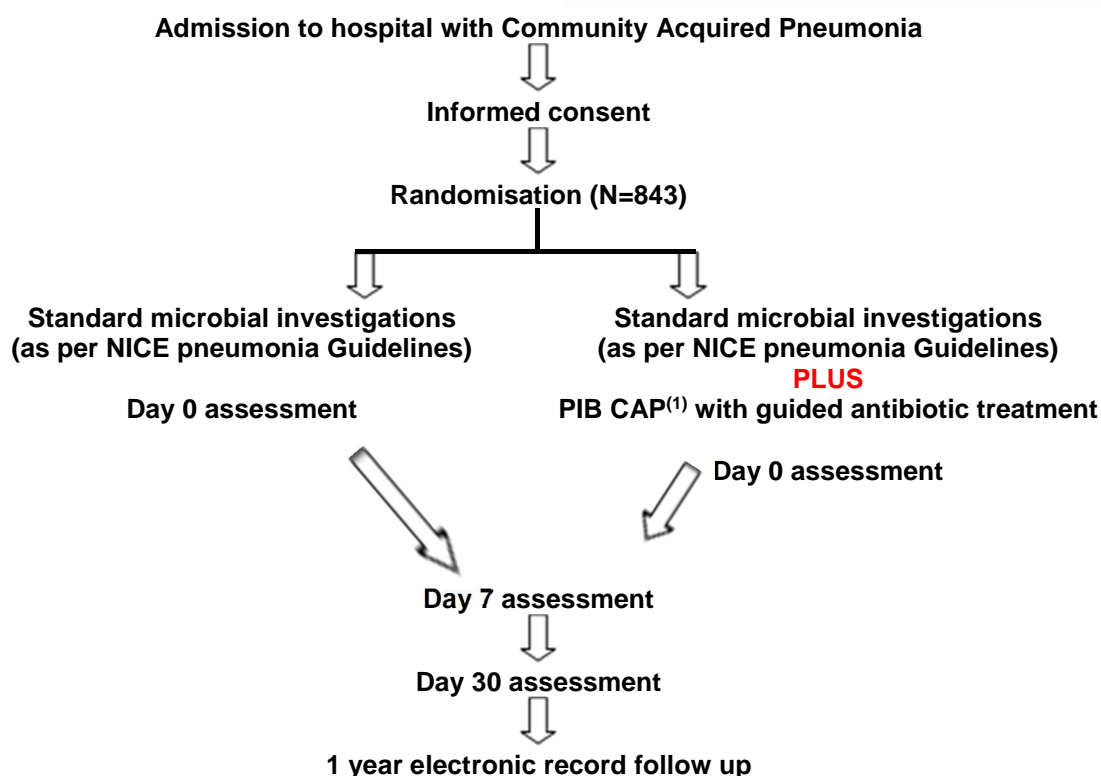 Admission to hospital with Community Acquired Pneumonia
Informed consent
Randomisation (N=843)
Standard microbial investigations
(as per NICE pneumonia Guidelines)
Day 0 assessment
Standard microbial investigations
(as per NICE pneumonia Guidelines)
PLUS
PIB CAP(1) with guided antibiotic treatment
Day 0 assessment
Day 7 assessment
Day 30 assessment
1 year electronic record follow up